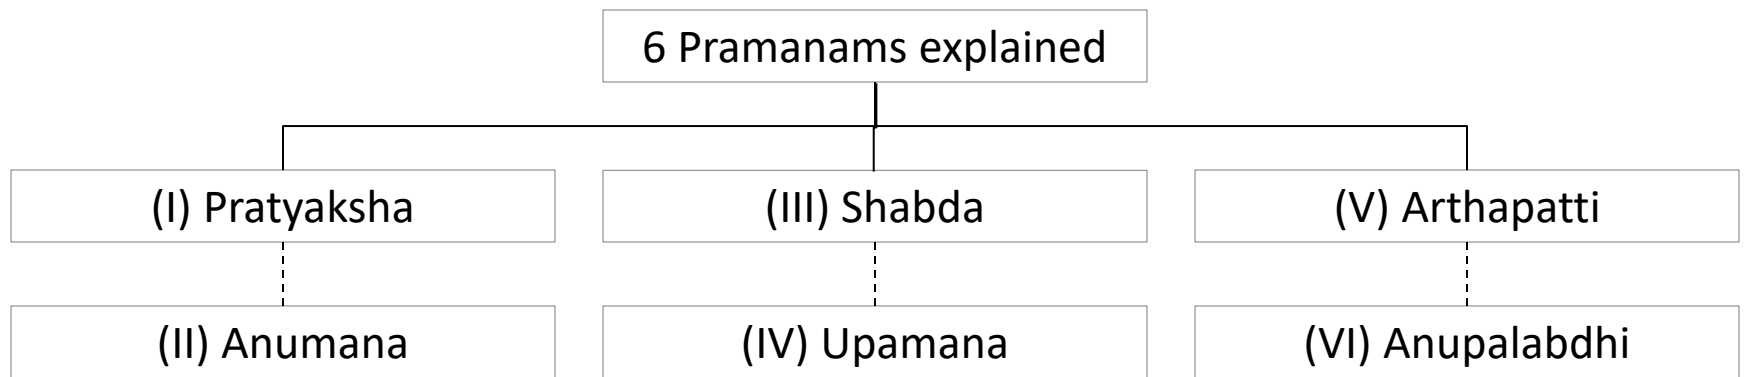 6 Pramanams explained
(I) Pratyaksha
(III) Shabda
(V) Arthapatti
(II) Anumana
(IV) Upamana
(VI) Anupalabdhi